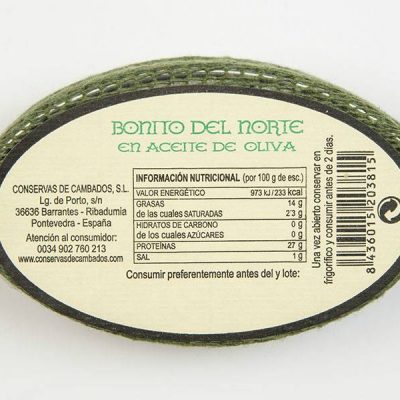 BONITO DEL NORTE
EN ACEITE DE OLIVA
CONSERVAS DE CAMBADOS, S.L.
Lg. de Porto, s/n
36636 Barrantes - Ribadumia
Pontevedra - España
Atención al consumidor:
0034 902 760 213
www.conservasdecambados.com
INFORMACIÓN NUTRICIONAL (por 100 g de esc.)
VALOR ENERGÉTICO 973 kJ/233 kcal
GRASAS 14 g
de las cuales SATURADAS 2'3 g
HIDRATOS DE CARBONO 0 g
de los cuales AZÚCARES 0 g
PROTEÍNAS 27 g
SAL 1 g
Consumir preferentemente antes del y lote:
Una vez abierto conservar en
frigorífico y consumir antes de 2 días.
8 436015 203815